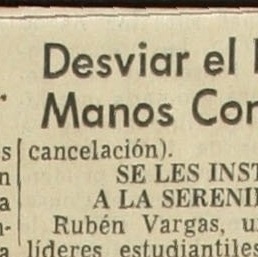 Desviar el
Manos Con
s cancelación).
n SE LES INST
a A LA SERENI
n- Rubén Vargas, u
a líderes estudiantiles